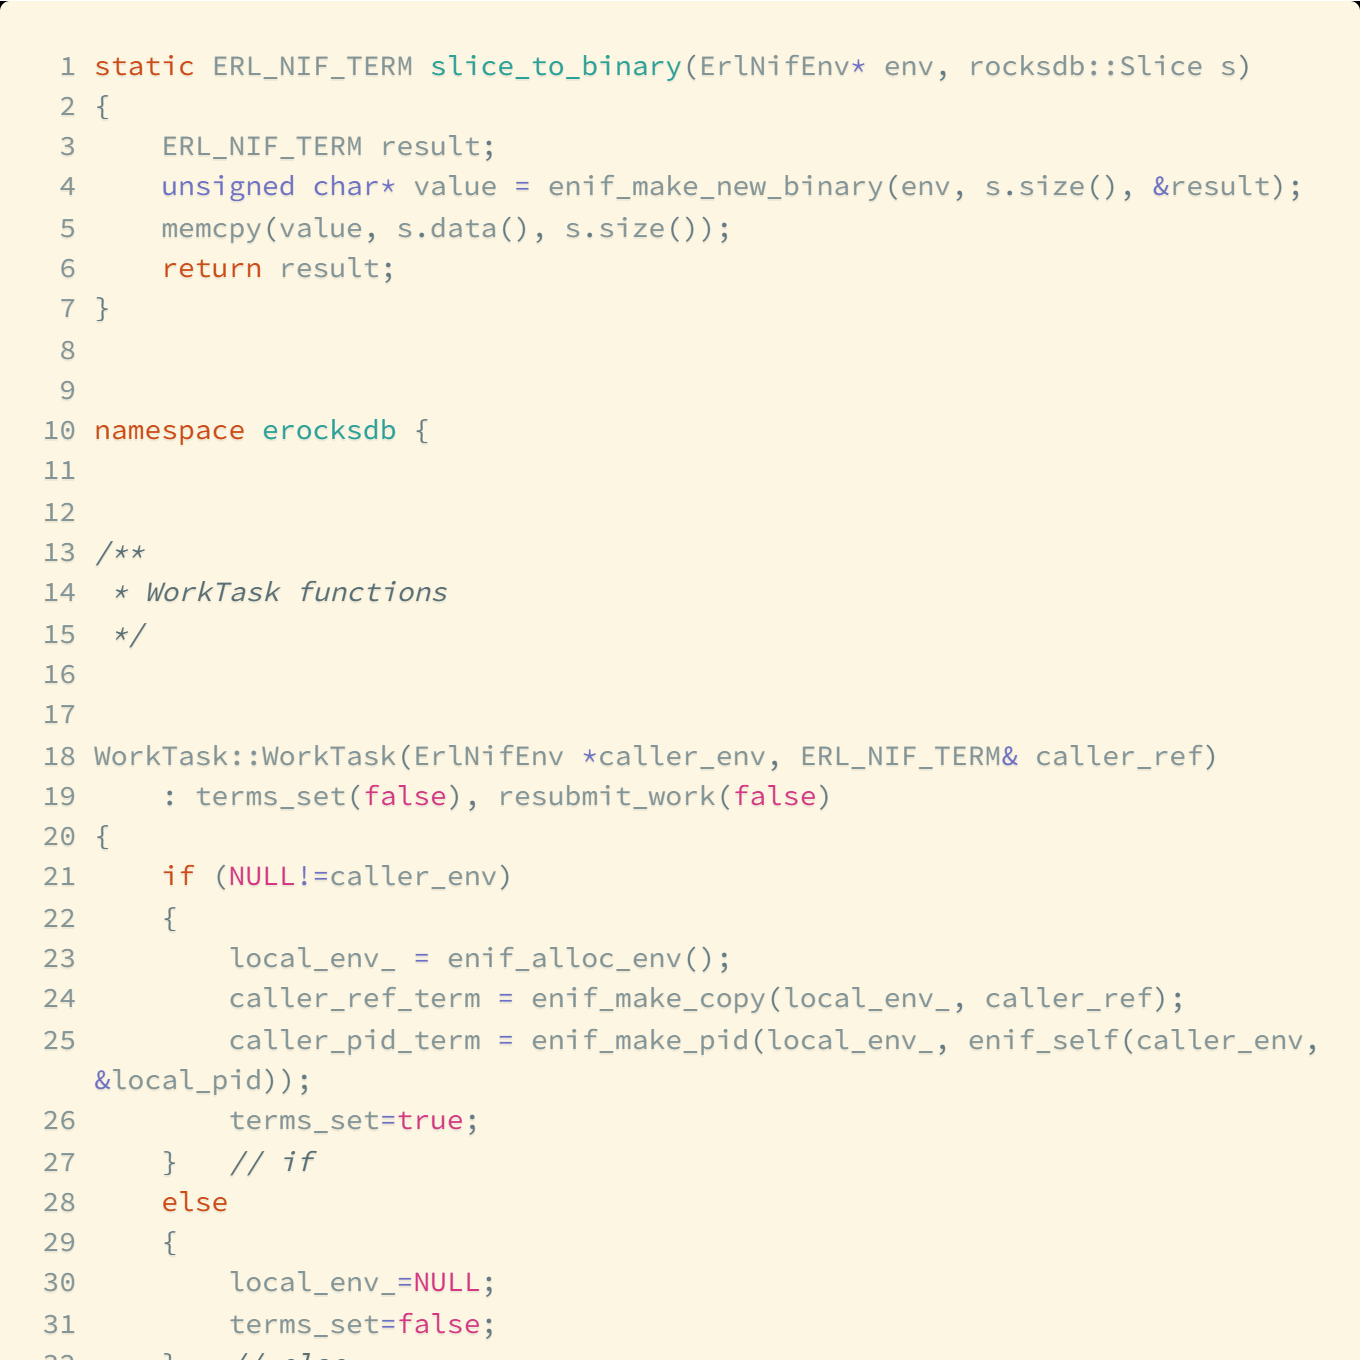 1 static ERL_NIF_TERM slice_to_binary(ErlNifEnv* env, rocksdb::Slice s)
2 {
3     ERL_NIF_TERM result;
4     unsigned char* value = enif_make_new_binary(env, s.size(), &result);
5     memcpy(value, s.data(), s.size());
6     return result;
7 }
8
9
10 namespace erocksdb {
11
12
13 /**
14  * WorkTask functions
15  */
16
17
18 WorkTask::WorkTask(ErlNifEnv *caller_env, ERL_NIF_TERM& caller_ref)
19     : terms_set(false), resubmit_work(false)
20 {
21     if (NULL!=caller_env)
22     {
23         local_env_ = enif_alloc_env();
24         caller_ref_term = enif_make_copy(local_env_, caller_ref);
25         caller_pid_term = enif_make_pid(local_env_, enif_self(caller_env,
&local_pid));
26         terms_set=true;
27     }   // if
28     else
29     {
30         local_env_=NULL;
31         terms_set=false;